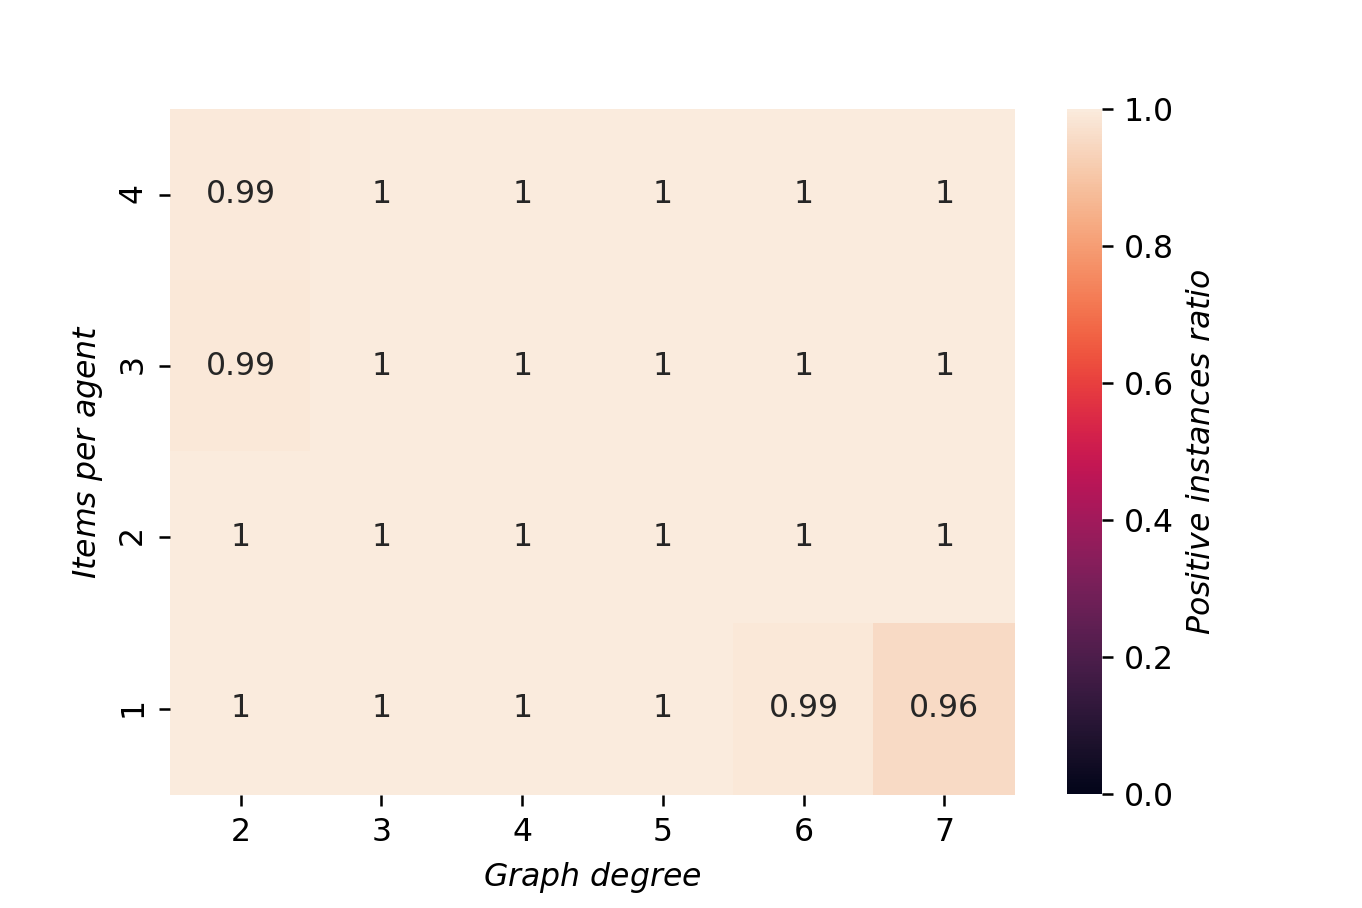 4 0.99 1 1 1 1 1
3 0.99 1 1 1 1 1
2 1 1 1 1 1 1
1 1 1 1 1 0.99 0.96
2 3 4 5 6 7
Graph degree
Items per agent
1.0
0.8
0.6
0.4
0.2
0.0
Positive instances ratio